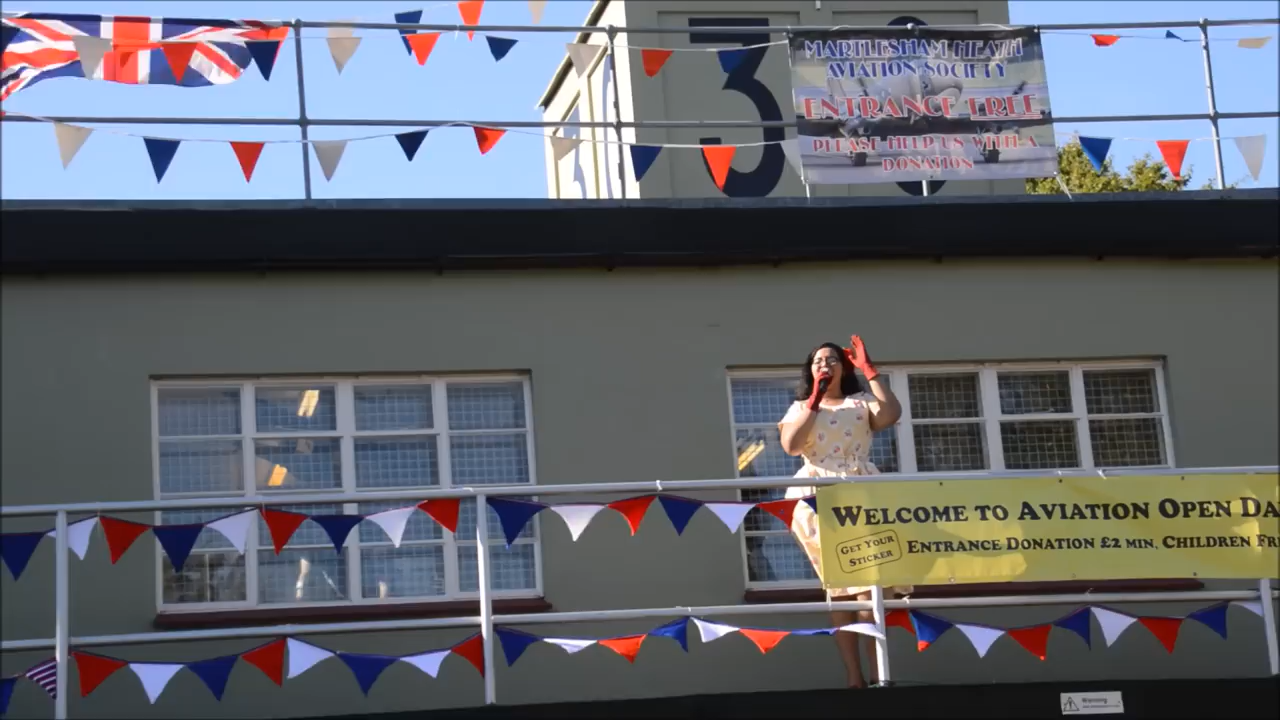 3
MARTLESHAM HEATH
AVIATION SOCIETY
ENTRANCE FREE
PLEASE HELP US WITH A
DONATION
WELCOME TO AVIATION OPEN DA
GET YOUR
STICKER
ENTRANCE DONATION £2 MIN, CHILDREN FR
Warning